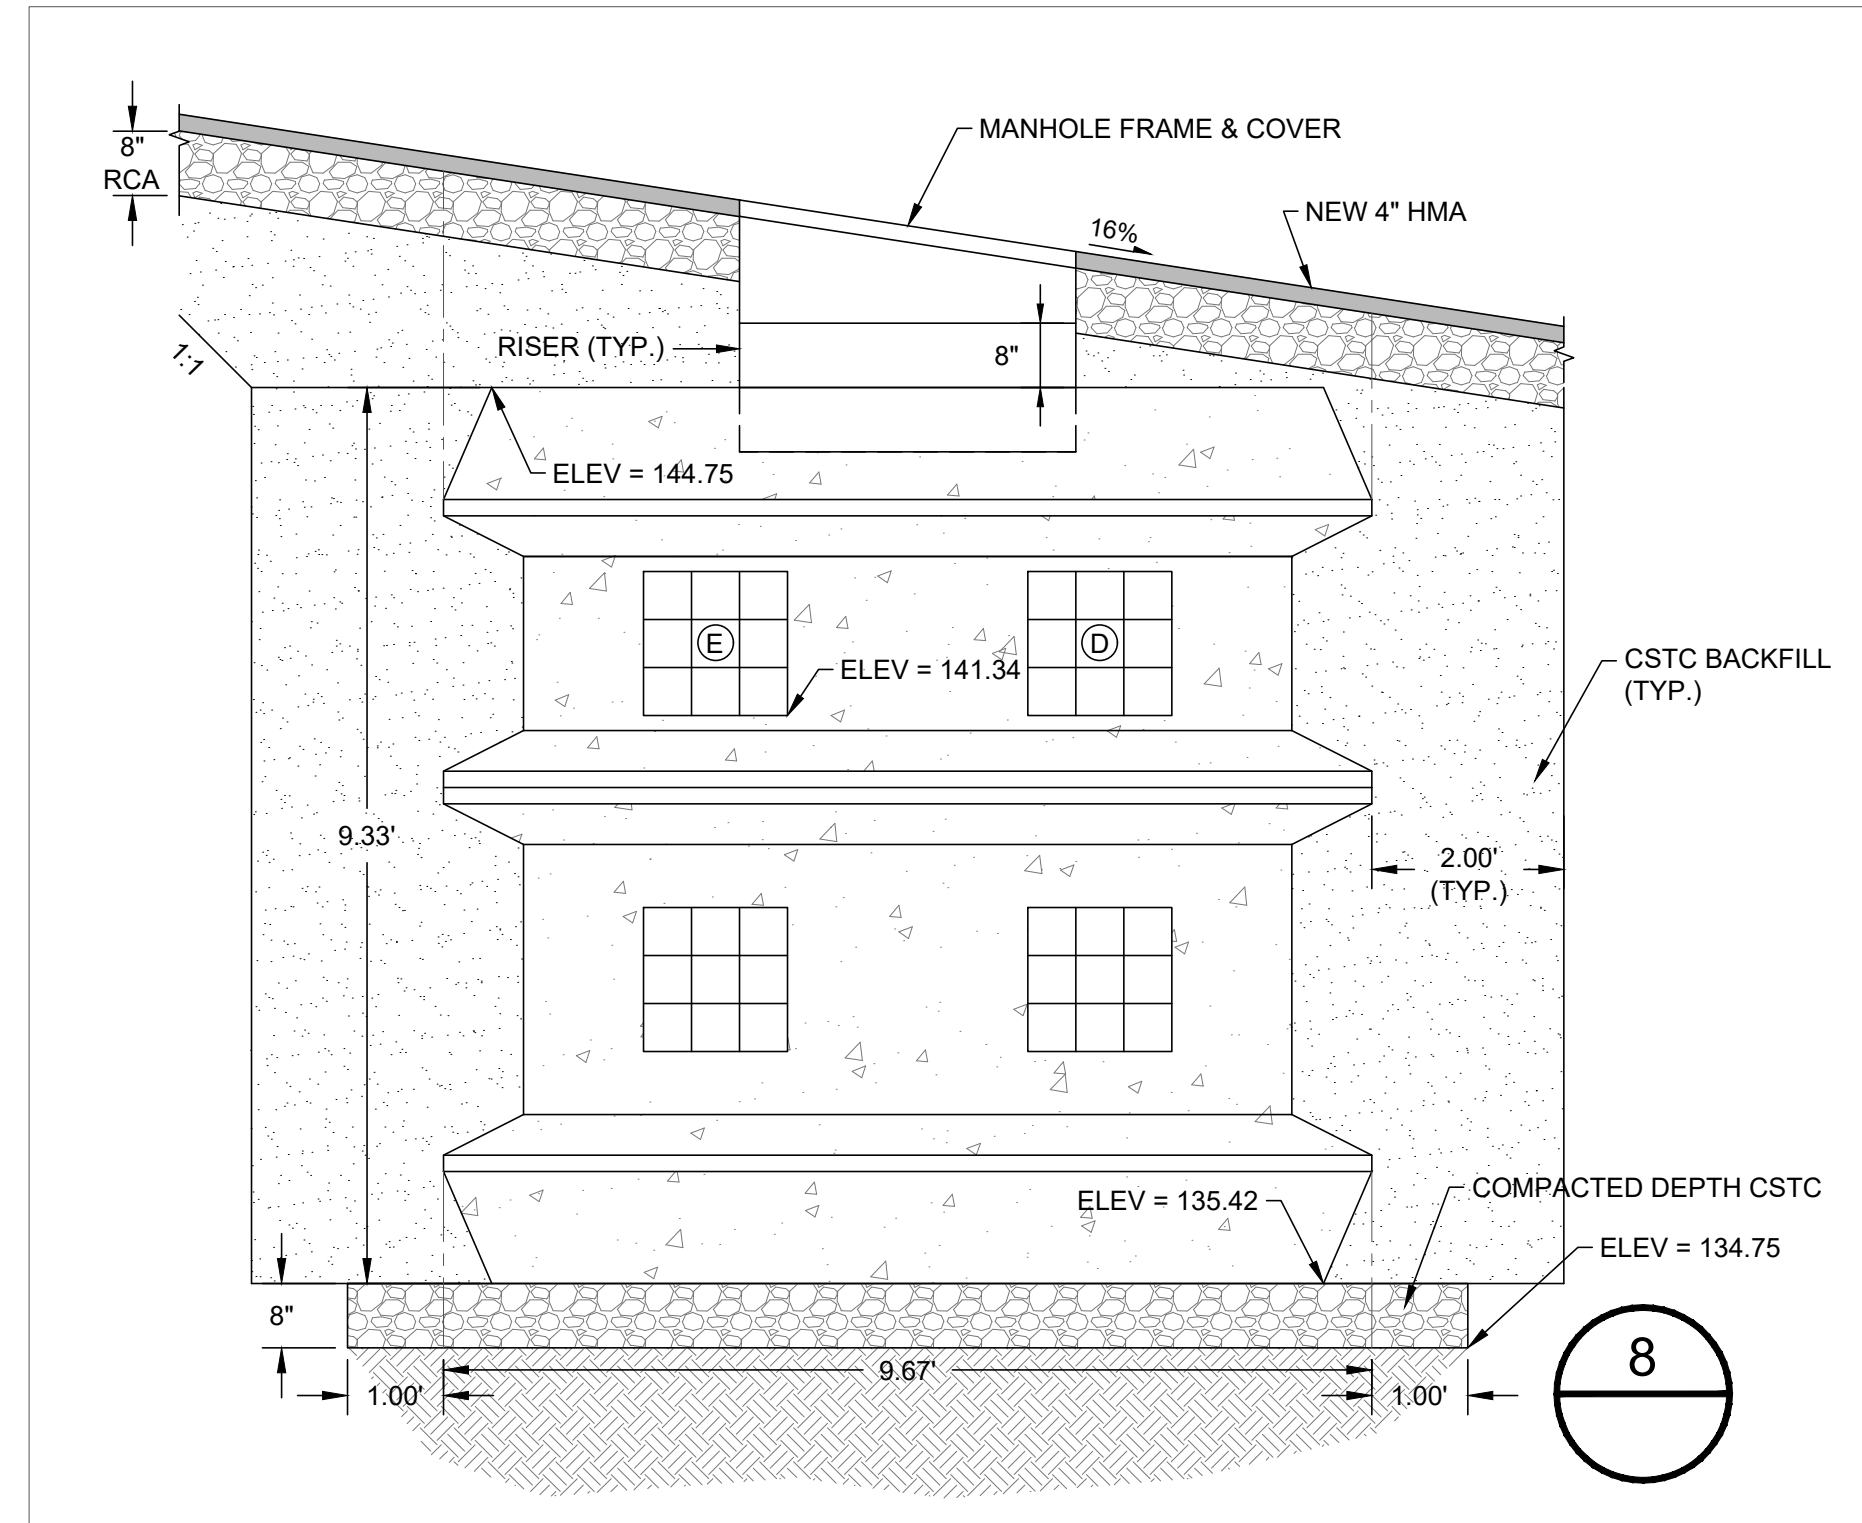 MANHOLE FRAME & COVER
8"
RCA
NEW 4" HMA
16%
RISER (TYP.)
8"
1:1
ELEV = 144.75
E
D
ELEV = 141.34
CSTC BACKFILL
(TYP.)
9.33'
2.00'
(TYP.)
COMPACTED DEPTH CSTC
ELEV = 135.42
ELEV = 134.75
8"
9.67'
1.00'
1.00'
8